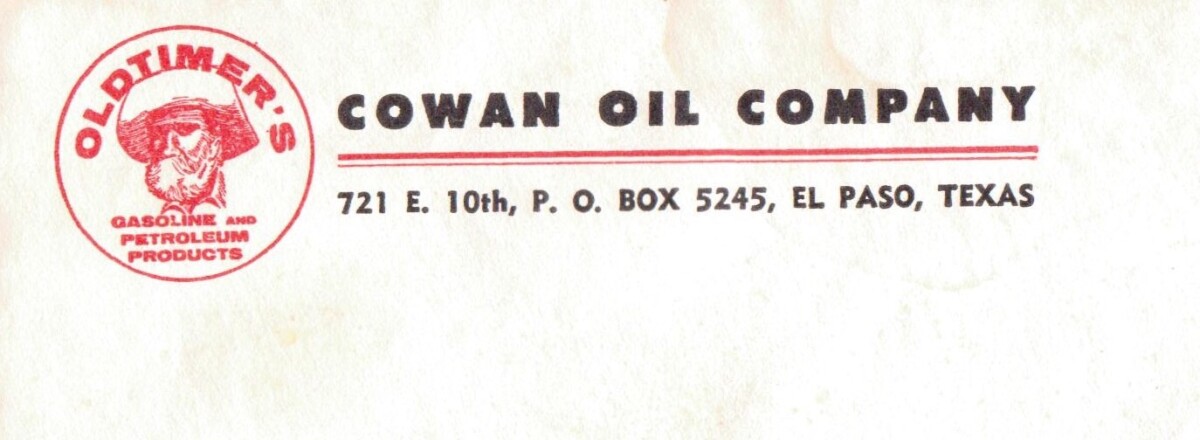 OLDTIMER'S
GASOLINE AND
PETROLEUM
PRODUCTS
COWAN OIL COMPANY
721 E. 10th, P. O. BOX 5245, EL PASO, TEXAS